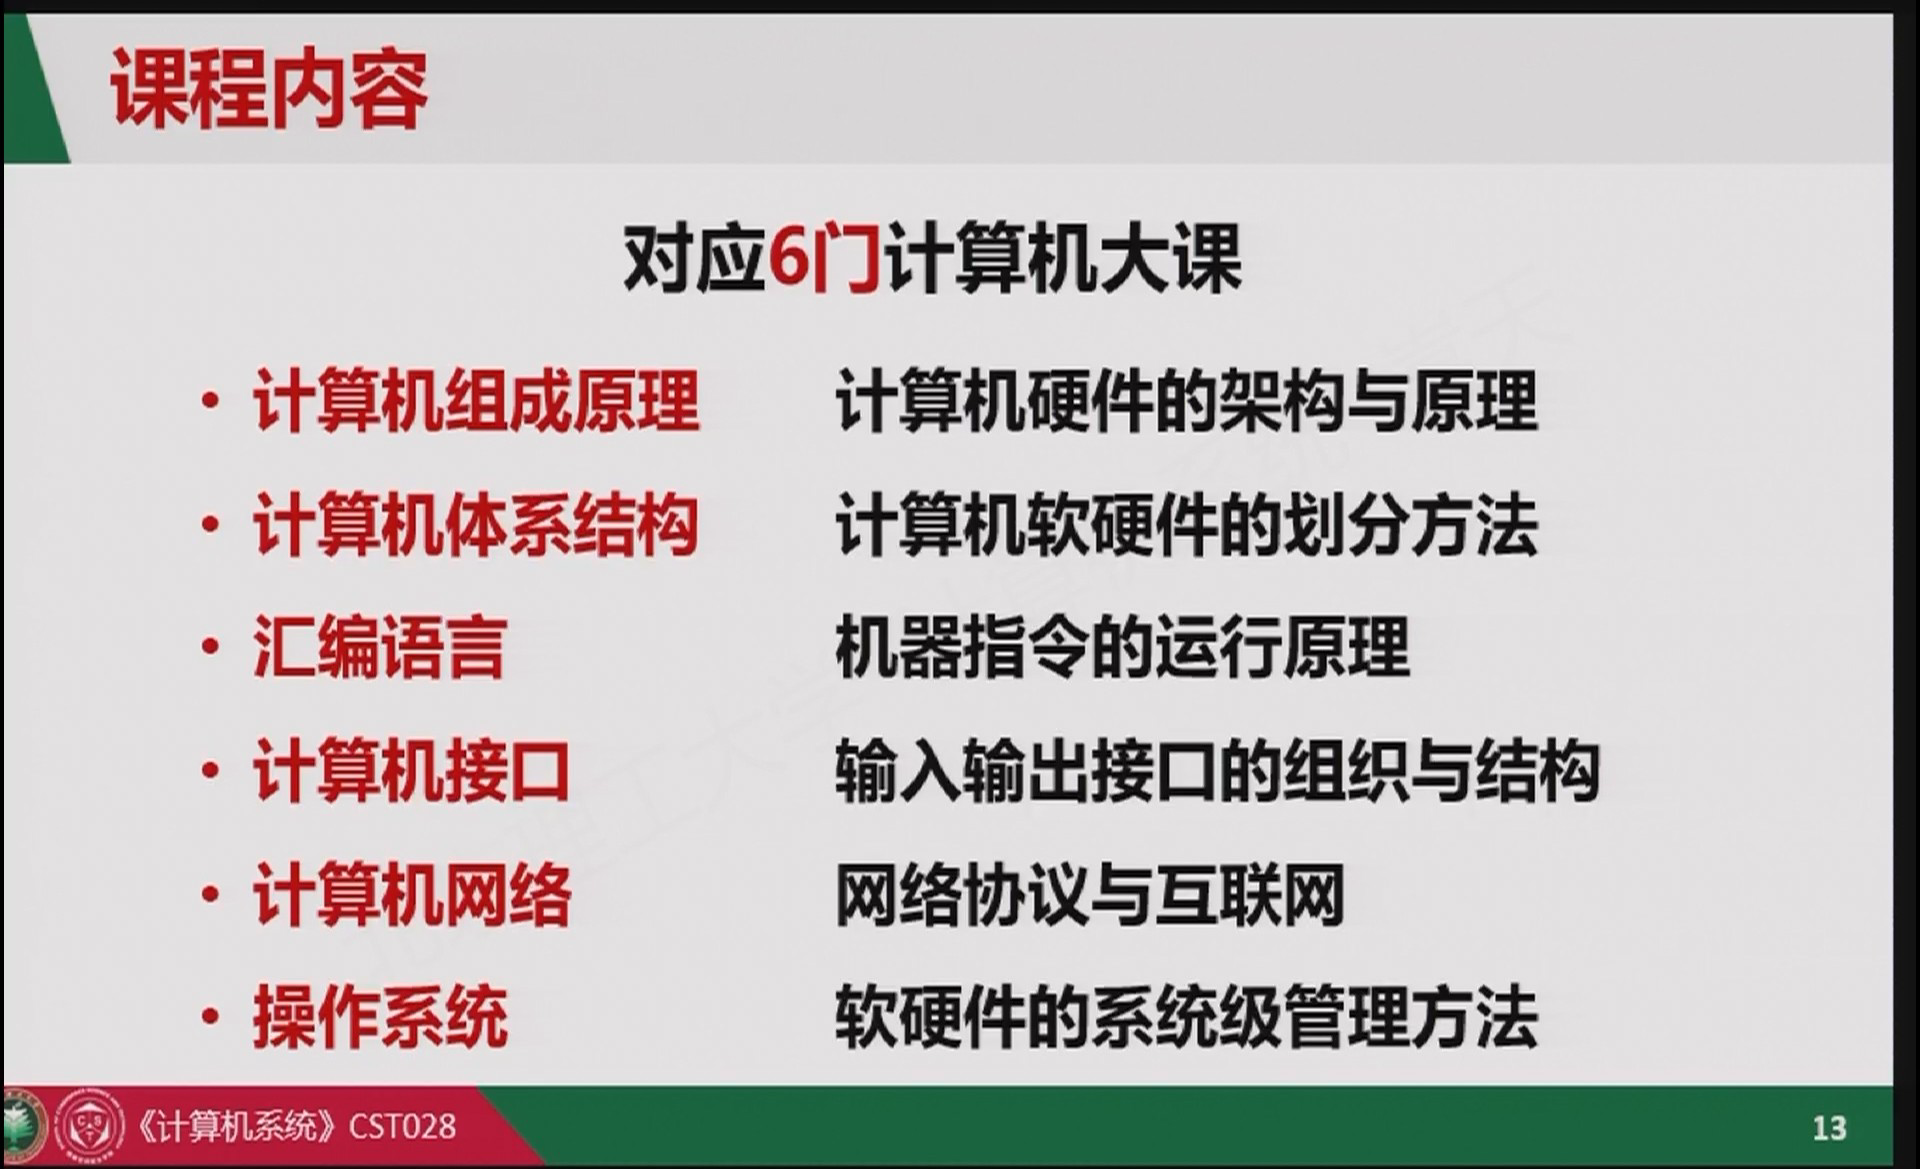 课程内容
对应6门计算机大课
• 计算机组成原理 计算机硬件的架构与原理
• 计算机体系结构 计算机软硬件的划分方法
• 汇编语言 机器指令的运行原理
• 计算机接口 输入输出接口的组织与结构
• 计算机网络 网络协议与互联网
• 操作系统 软硬件的系统级管理方法
《计算机系统》CST028
13